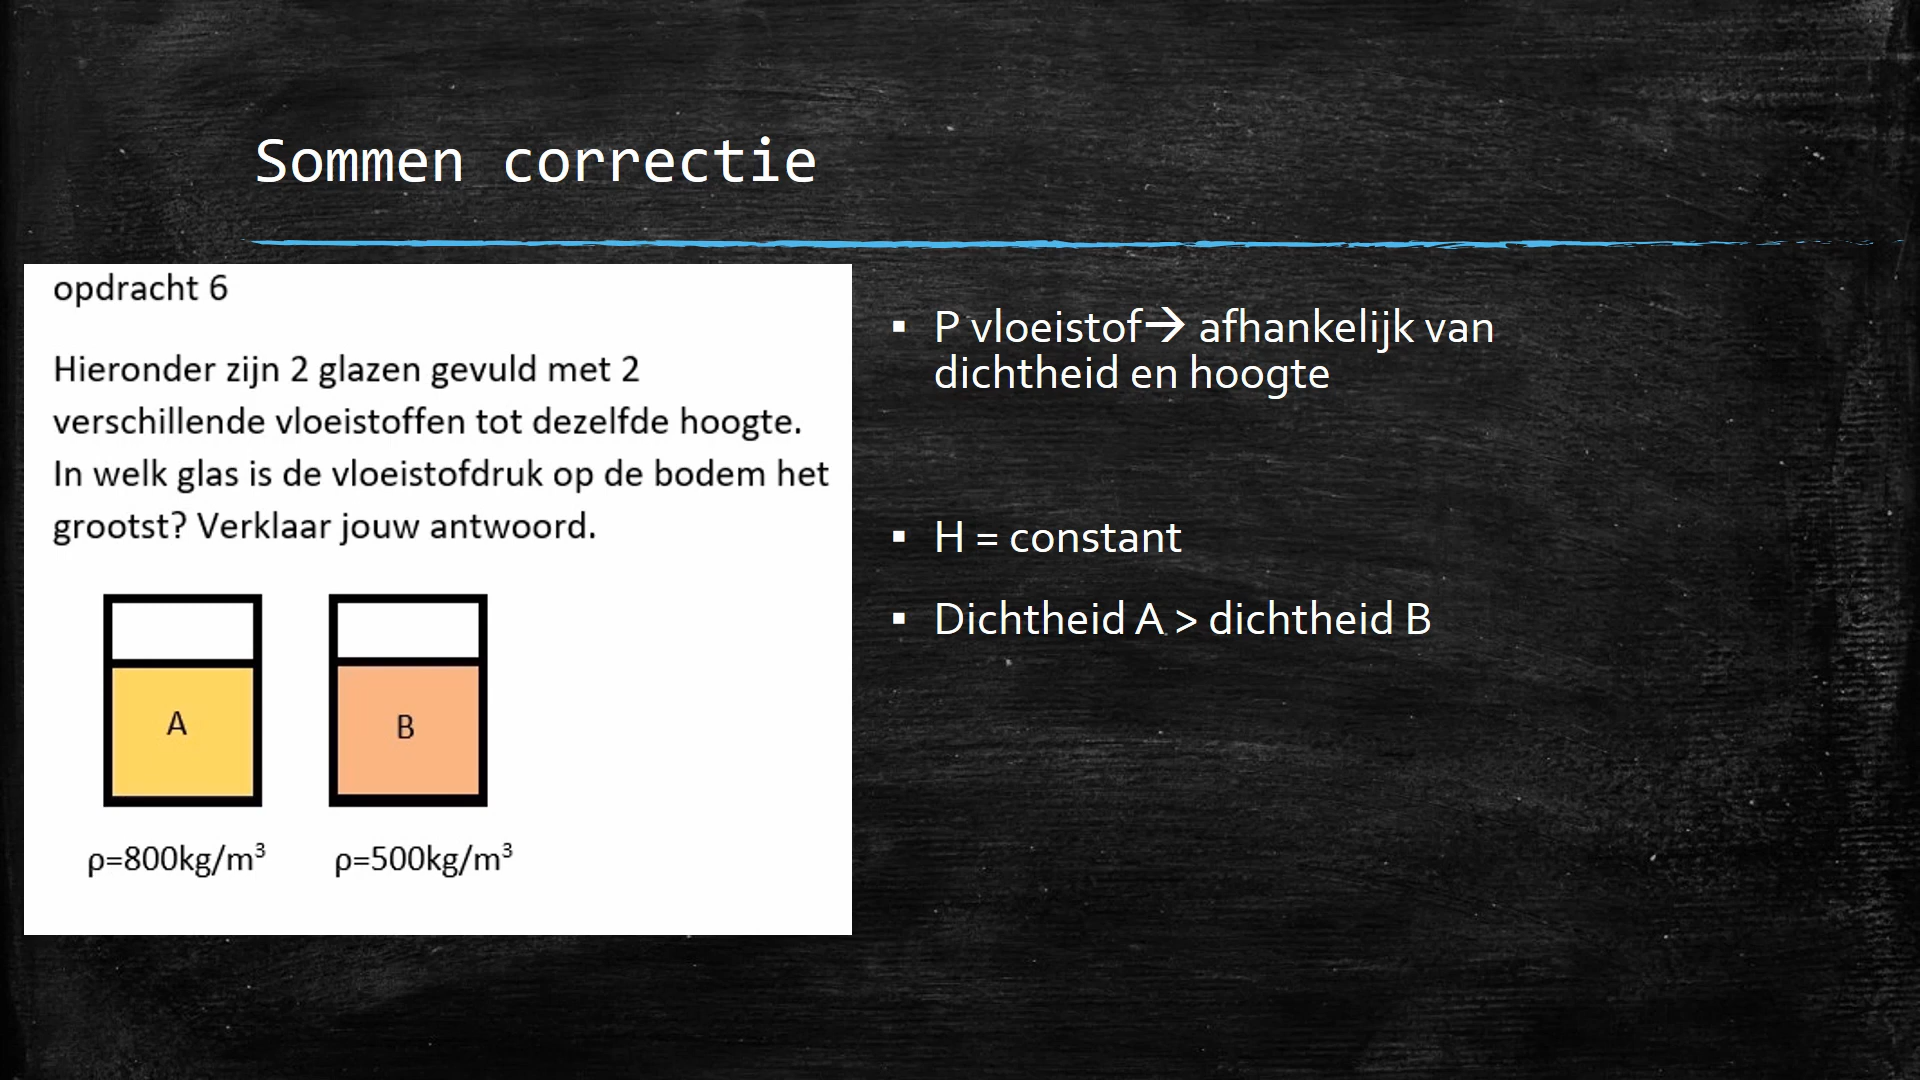 Sommen correctie
opdracht 6
Hieronder zijn 2 glazen gevuld met 2
verschillende vloeistoffen tot dezelfde hoogte.
In welk glas is de vloeistofdruk op de bodem het
grootst? Verklaar jouw antwoord.
A
B
ρ=800kg/m³
ρ=500kg/m³
▪ P vloeistof→ afhankelijk van
dichtheid en hoogte
▪ H = constant
▪ Dichtheid A > dichtheid B